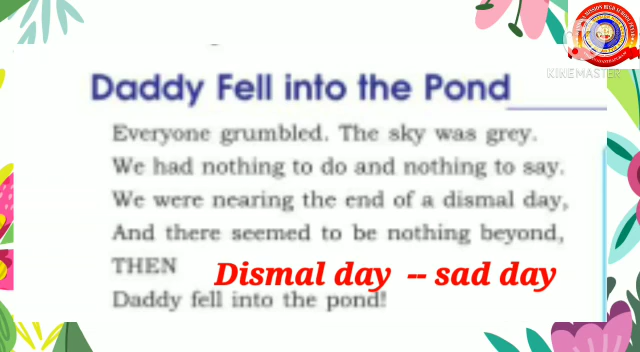 KINEMASTER
Daddy Fell into the Pond
Everyone grumbled. The sky was grey.
We had nothing to do and nothing to say.
We were nearing the end of a dismal day,
And there seemed to be nothing beyond,
THEN
Dismal day -- sad day
Daddy fell into the pond!